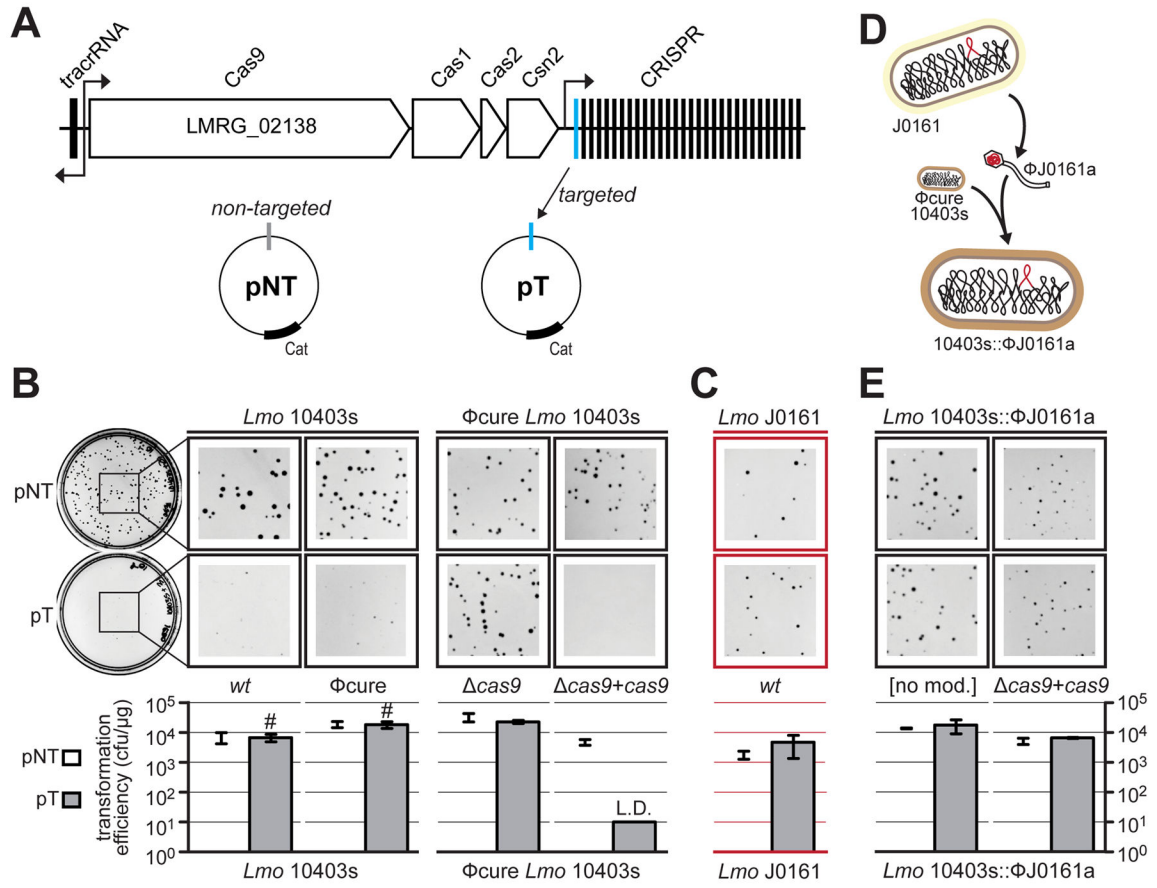 A
tracrRNA
Cas9
Cas1
Cas2
Csn2
CRISPR
LMRG_02138
non-targeted
targeted
pNT
Cat
pT
Cat
D
J0161
ΦJ0161a
Φcure
10403s
10403s::ΦJ0161a
B
Lmo 10403s
Φcure Lmo 10403s
pNT
pT
wt
Φcure
Δcas9
Δcas9+cas9
transformation
efficiency (cfu/µg)
10⁵
10⁴
10³
10²
10¹
10⁰
pNT
pT
#
#
L.D.
Lmo 10403s
Φcure Lmo 10403s
C
Lmo J0161
wt
Lmo J0161
E
Lmo 10403s::ΦJ0161a
[no mod.]
Δcas9+cas9
10⁵
10⁴
10³
10²
10¹
10⁰
Lmo 10403s::ΦJ0161a